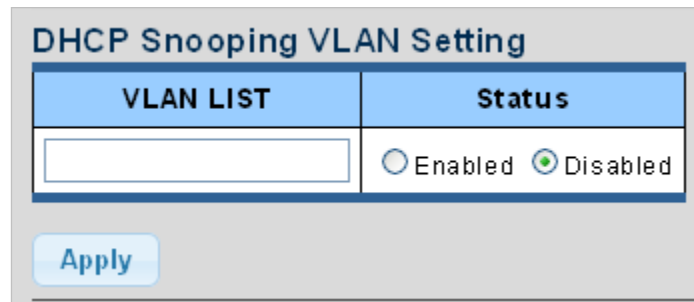 DHCP Snooping VLAN Setting
VLAN LIST Status
Enabled Disabled
Apply